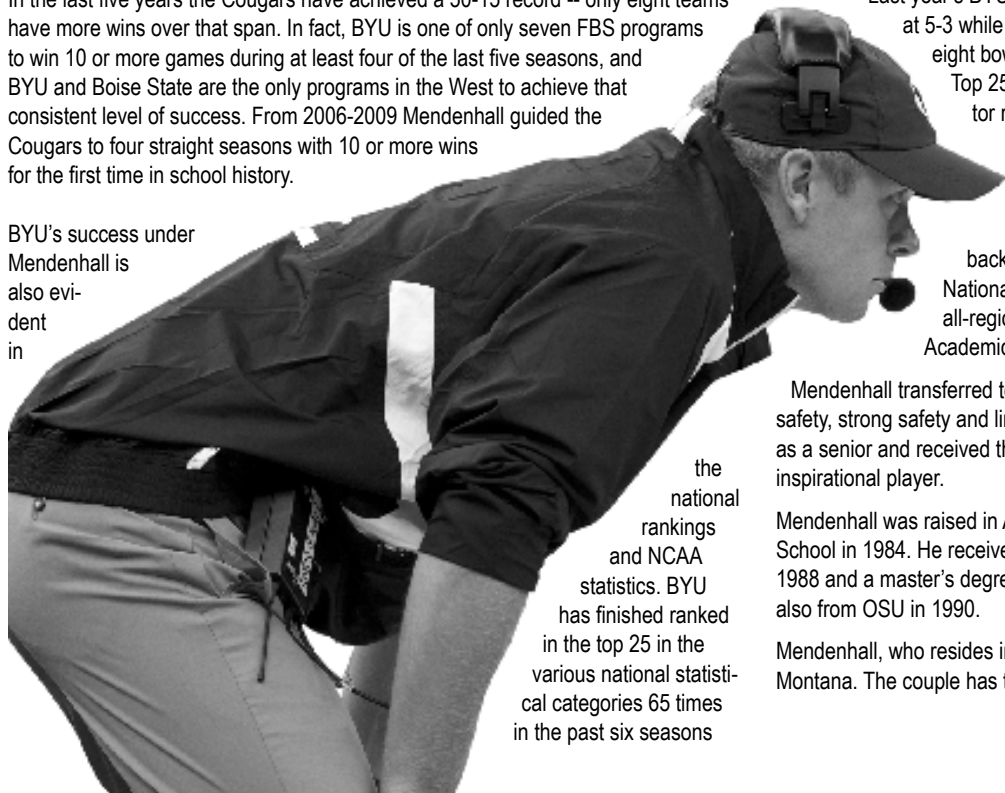 In the last five years the Cougars have achieved a 50-15 record -- only eight teams
have more wins over that span. In fact, BYU is one of only seven FBS programs
to win 10 or more games during at least four of the last five seasons, and
BYU and Boise State are the only programs in the West to achieve that
consistent level of success. From 2006-2009 Mendenhall guided the
Cougars to four straight seasons with 10 or more wins
for the first time in school history.
BYU's success under
Mendenhall is
also evi-
dent
in
the
national
rankings
and NCAA
statistics. BYU
has finished ranked
in the top 25 in the
various national statisti-
cal categories 65 times
in the past six seasons
Last year's
at 5-3 while
eight
Top 25
back
all-regi
Academic
Mendenhall transferred
safety, strong safety and
as a senior and received
inspirational player.
Mendenhall was raised in
School in 1984. He
1988 and a master's
also from OSU in 1990.
Mendenhall, who resides
Montana. The couple has